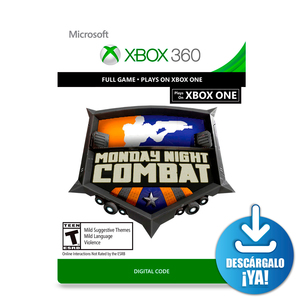 Microsoft
XBOX 360
FULL GAME • PLAYS ON XBOX ONE
Plays On XBOX ONE
MONDAY NIGHT
COMBAT
TEEN
T
ESRB
Mild Suggestive Themes
Mild Language
Violence
Online Interactions Not Rated by the ESRB
DIGITAL CODE
DESCÁRGALO
¡YA!